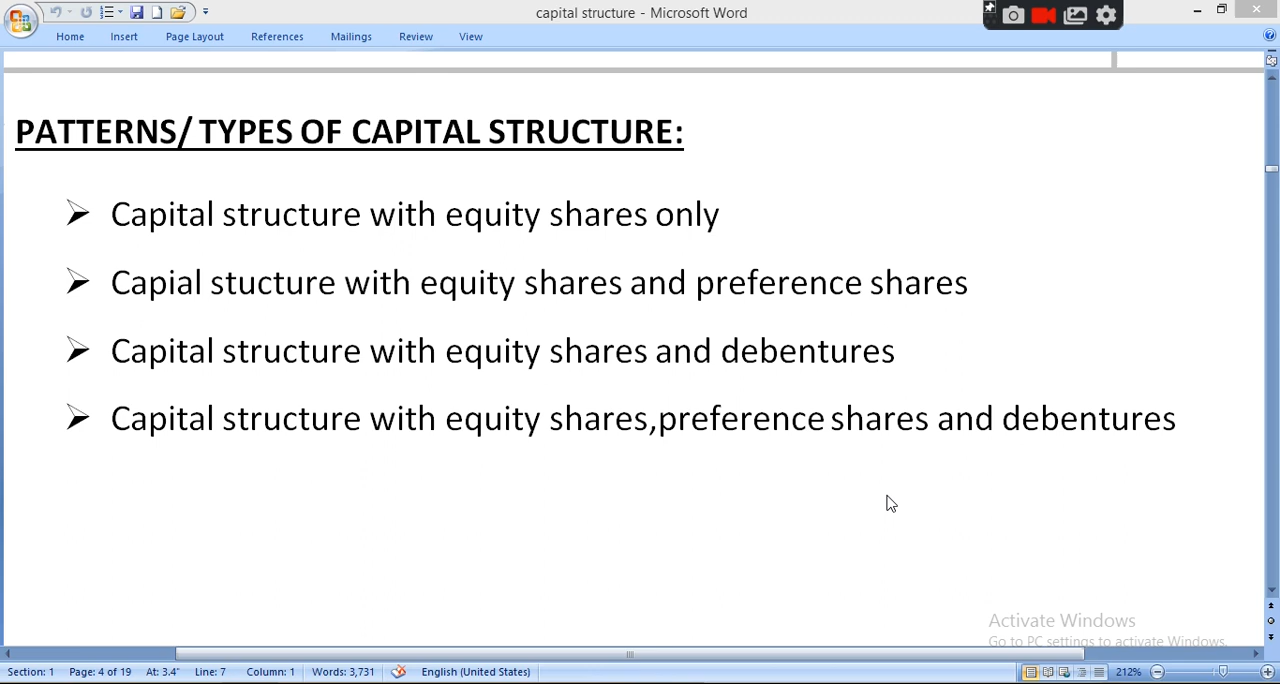 capital structure - Microsoft Word
Home Insert Page Layout References Mailings Review View
PATTERNS/ TYPES OF CAPITAL STRUCTURE:
➢ Capital structure with equity shares only
➢ Capial stucture with equity shares and preference shares
➢ Capital structure with equity shares and debentures
➢ Capital structure with equity shares,preference shares and debentures
Activate Windows
Go to PC settings to activate Windows.
Section: 1 Page: 4 of 19 At: 3.4" Line: 7 Column: 1 Words: 3,731 English (United States) 212%